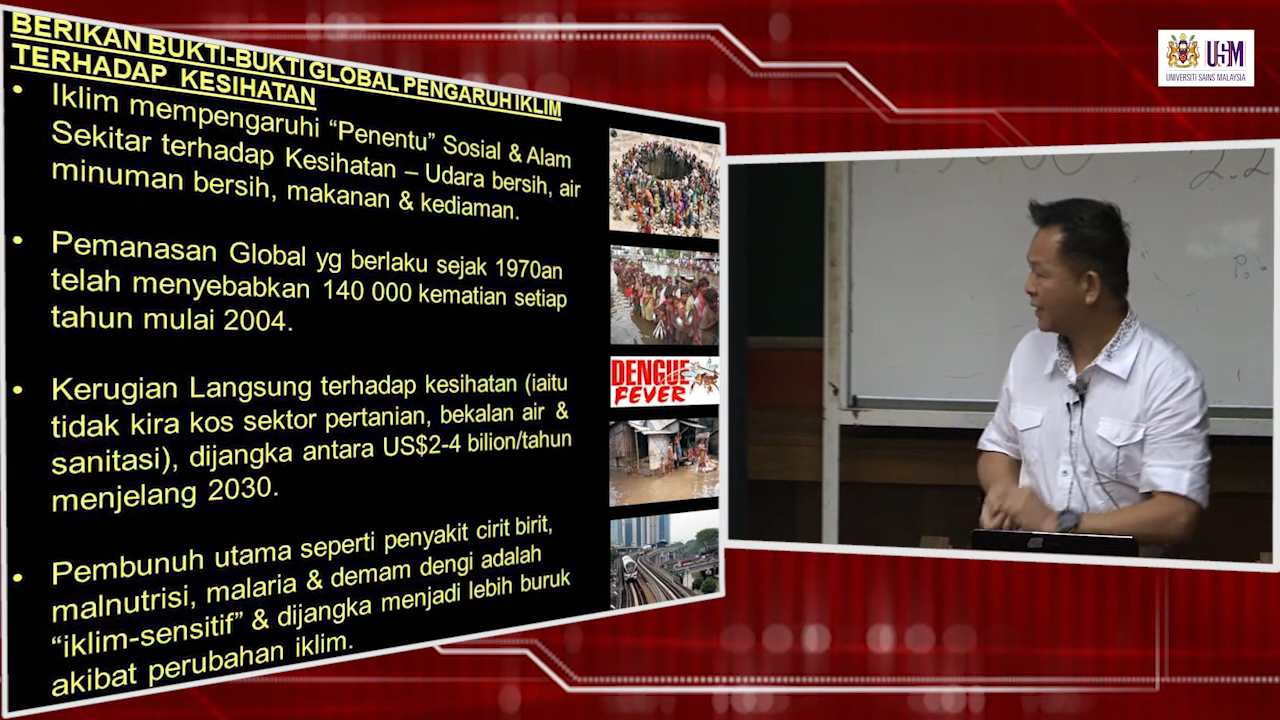 BERIKAN BUKTI-BUKTI GLOBAL PENGARUH IKLIM
TERHADAP KESIHATAN
• Iklim mempengaruhi “Penentu” Sosial & Alam
Sekitar terhadap Kesihatan – Udara bersih, air
minuman bersih, makanan & kediaman.
• Pemanasan Global yg berlaku sejak 1970an
telah menyebabkan 140 000 kematian setiap
tahun mulai 2004.
• Kerugian Langsung terhadap kesihatan (iaitu
tidak kira kos sektor pertanian, bekalan air &
sanitasi), dijangka antara US$2-4 bilion/tahun
menjelang 2030.
• Pembunuh utama seperti penyakit cirit birit,
malnutrisi, malaria & demam dengi adalah
“iklim-sensitif” & dijangka menjadi lebih buruk
akibat perubahan iklim.
DENGUE
FEVER
USM
UNIVERSITI SAINS MALAYSIA
2.2